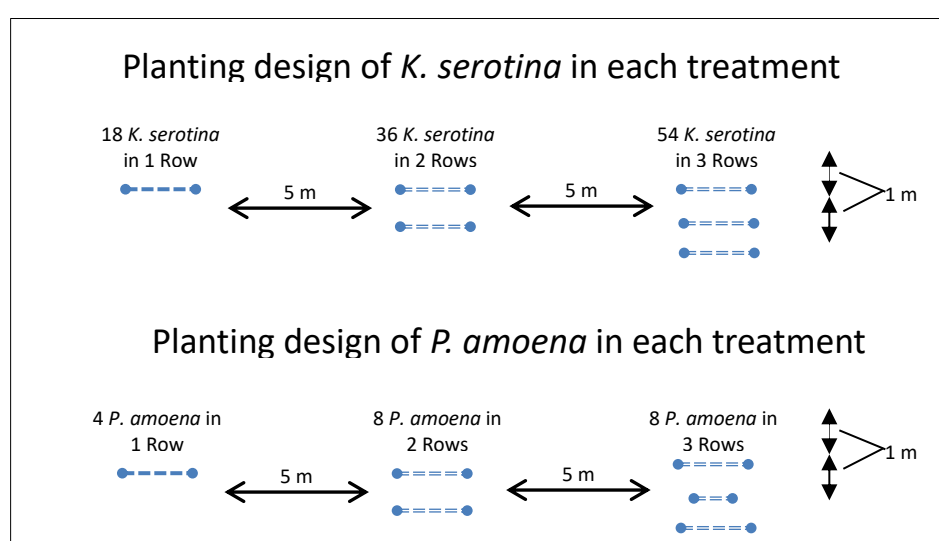 Planting design of K. serotina in each treatment
18 K. serotina
in 1 Row
36 K. serotina
in 2 Rows
54 K. serotina
in 3 Rows
5 m
5 m
1 m
Planting design of P. amoena in each treatment
4 P. amoena in
1 Row
8 P. amoena in
2 Rows
8 P. amoena in
3 Rows
5 m
5 m
1 m